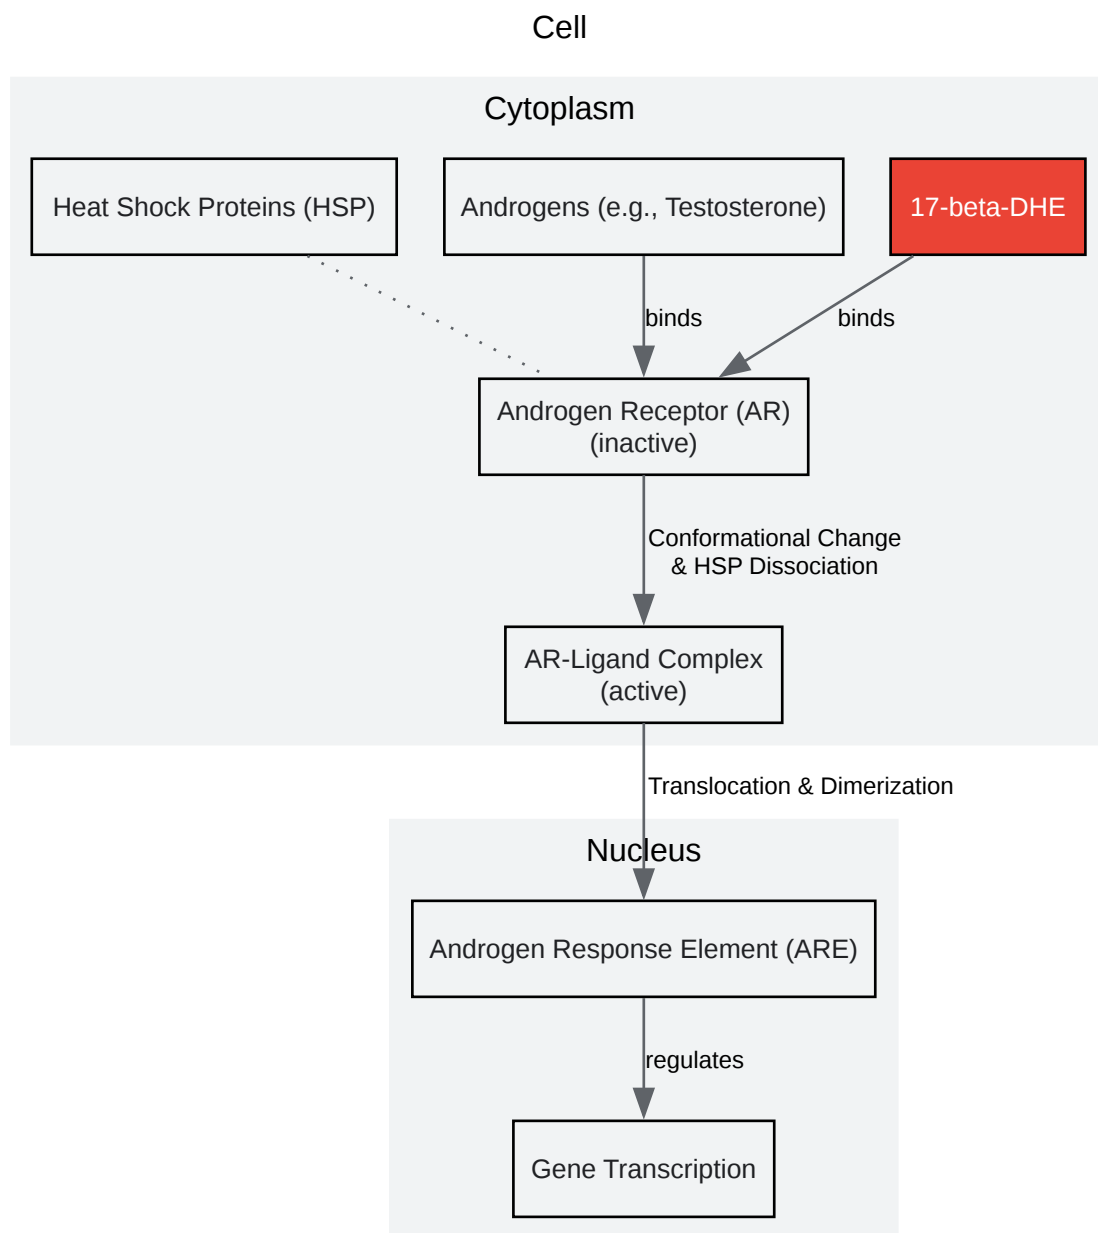 Cell
Cytoplasm
Heat Shock Proteins (HSP)
Androgens (e.g., Testosterone)
17-beta-DHE
binds
binds
Androgen Receptor (AR)
(inactive)
Conformational Change
& HSP Dissociation
AR-Ligand Complex
(active)
Translocation & Dimerization
Nucleus
Androgen Response Element (ARE)
regulates
Gene Transcription